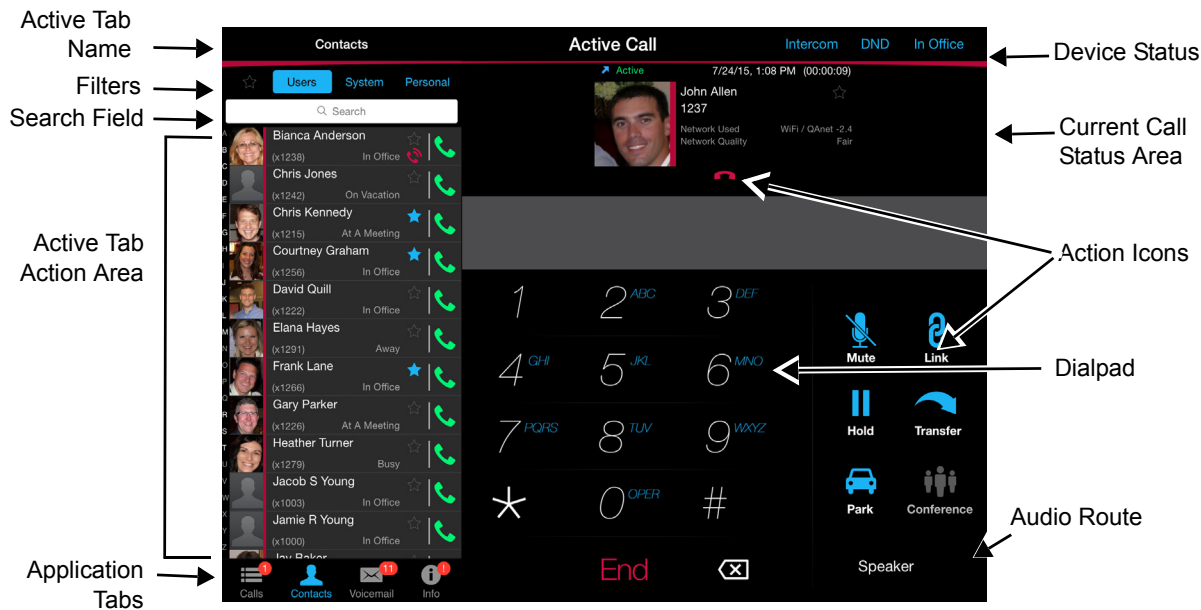 Active Tab
Name
Filters
Search Field
Active Tab
Action Area
Application
Tabs
Contacts
Users System Personal
Search
A
B
C
D
E
F
G
H
I
J
K
L
M
N
O
P
Q
R
S
T
U
V
W
X
Y
Z
Bianca Anderson
(x1238) In Office
Chris Jones
(x1242) On Vacation
Chris Kennedy
(x1215) At A Meeting
Courtney Graham
(x1256) In Office
David Quill
(x1222) In Office
Elana Hayes
(x1291) Away
Frank Lane
(x1266) In Office
Gary Parker
(x1226) At A Meeting
Heather Turner
(x1279) Busy
Jacob S Young
(x1003) In Office
Jamie R Young
(x1000) In Office
Jay Baker
1 11 !
Calls Contacts Voicemail Info
Active Call Intercom DND In Office
Active 7/24/15, 1:08 PM (00:00:09)
John Allen
1237
Network Used WiFi / QAnet -2.4
Network Quality Fair
1 2 ABC 3 DEF
4 GHI 5 JKL 6 MNO
7 PQRS 8 TUV 9 WXYZ
* 0 OPER #
End
Mute Link
Hold Transfer
Park Conference
Speaker
Device Status
Current Call
Status Area
Action Icons
Dialpad
Audio Route